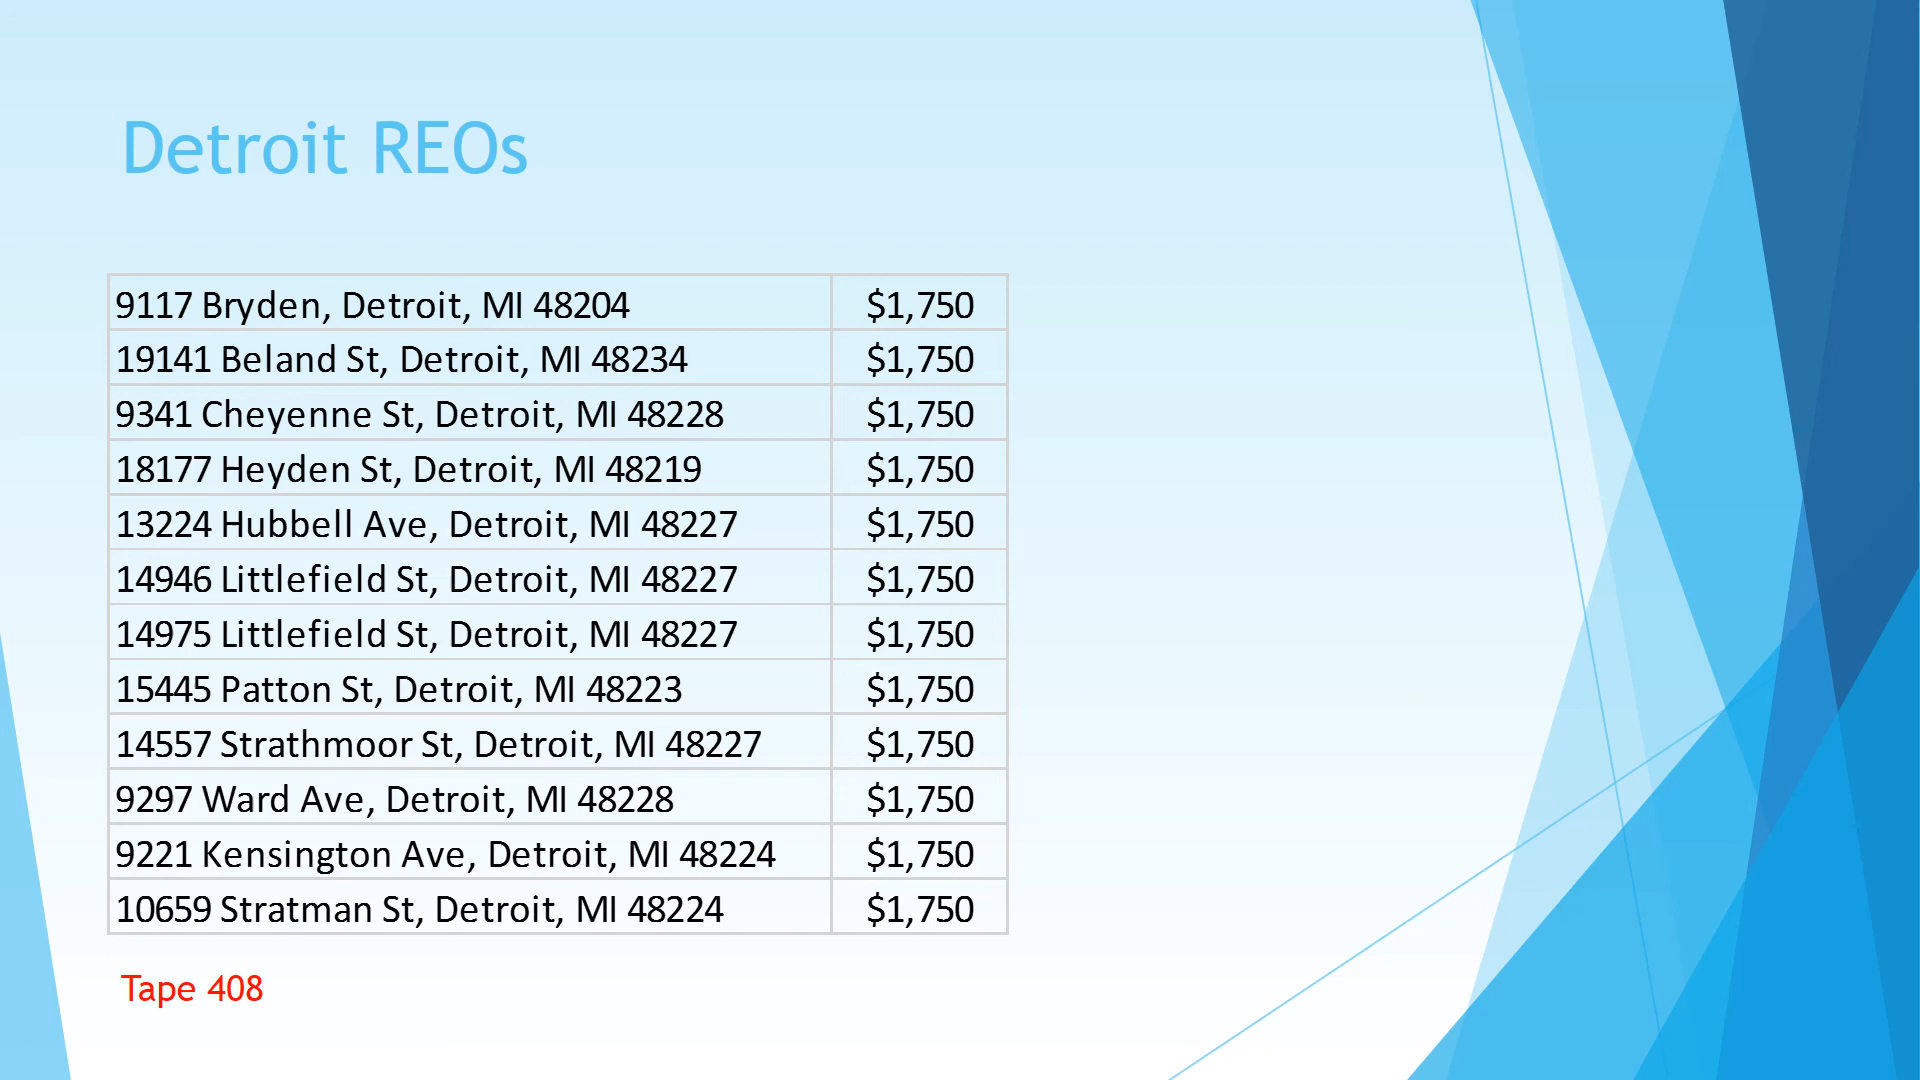 Detroit REOs
9117 Bryden, Detroit, MI 48204 $1,750
19141 Beland St, Detroit, MI 48234 $1,750
9341 Cheyenne St, Detroit, MI 48228 $1,750
18177 Heyden St, Detroit, MI 48219 $1,750
13224 Hubbell Ave, Detroit, MI 48227 $1,750
14946 Littlefield St, Detroit, MI 48227 $1,750
14975 Littlefield St, Detroit, MI 48227 $1,750
15445 Patton St, Detroit, MI 48223 $1,750
14557 Strathmoor St, Detroit, MI 48227 $1,750
9297 Ward Ave, Detroit, MI 48228 $1,750
9221 Kensington Ave, Detroit, MI 48224 $1,750
10659 Stratman St, Detroit, MI 48224 $1,750
Tape 408